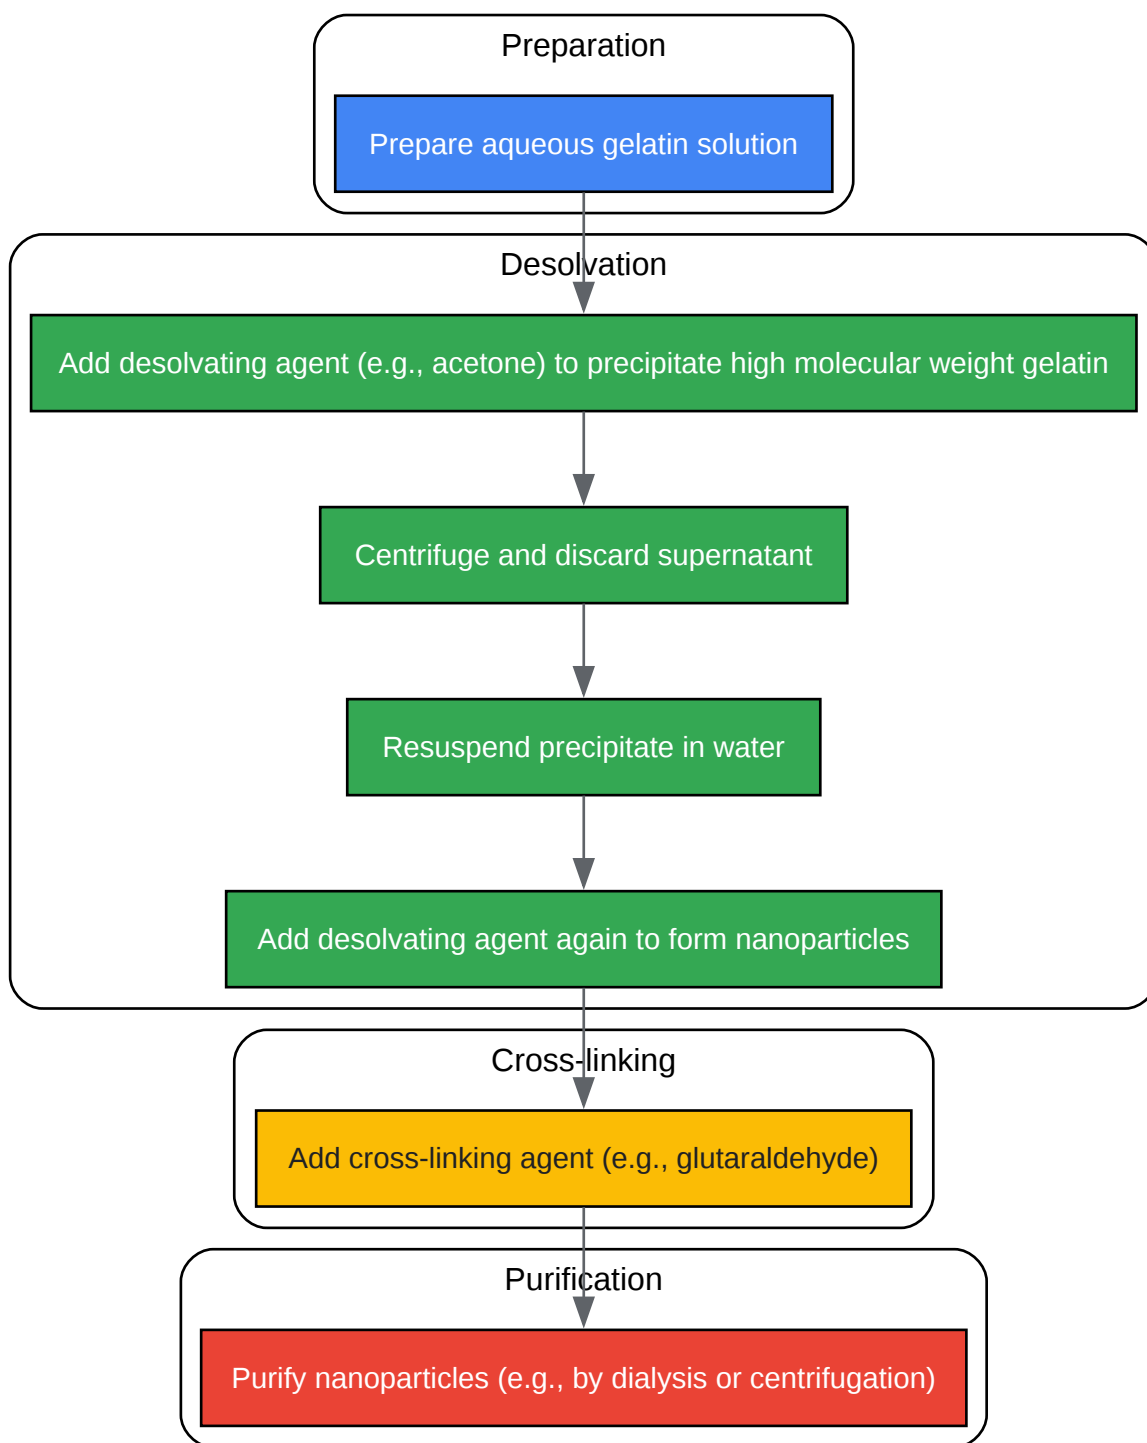 Preparation
Prepare aqueous gelatin solution
Desolvation
Add desolvating agent (e.g., acetone) to precipitate high molecular weight gelatin
Centrifuge and discard supernatant
Resuspend precipitate in water
Add desolvating agent again to form nanoparticles
Cross-linking
Add cross-linking agent (e.g., glutaraldehyde)
Purification
Purify nanoparticles (e.g., by dialysis or centrifugation)